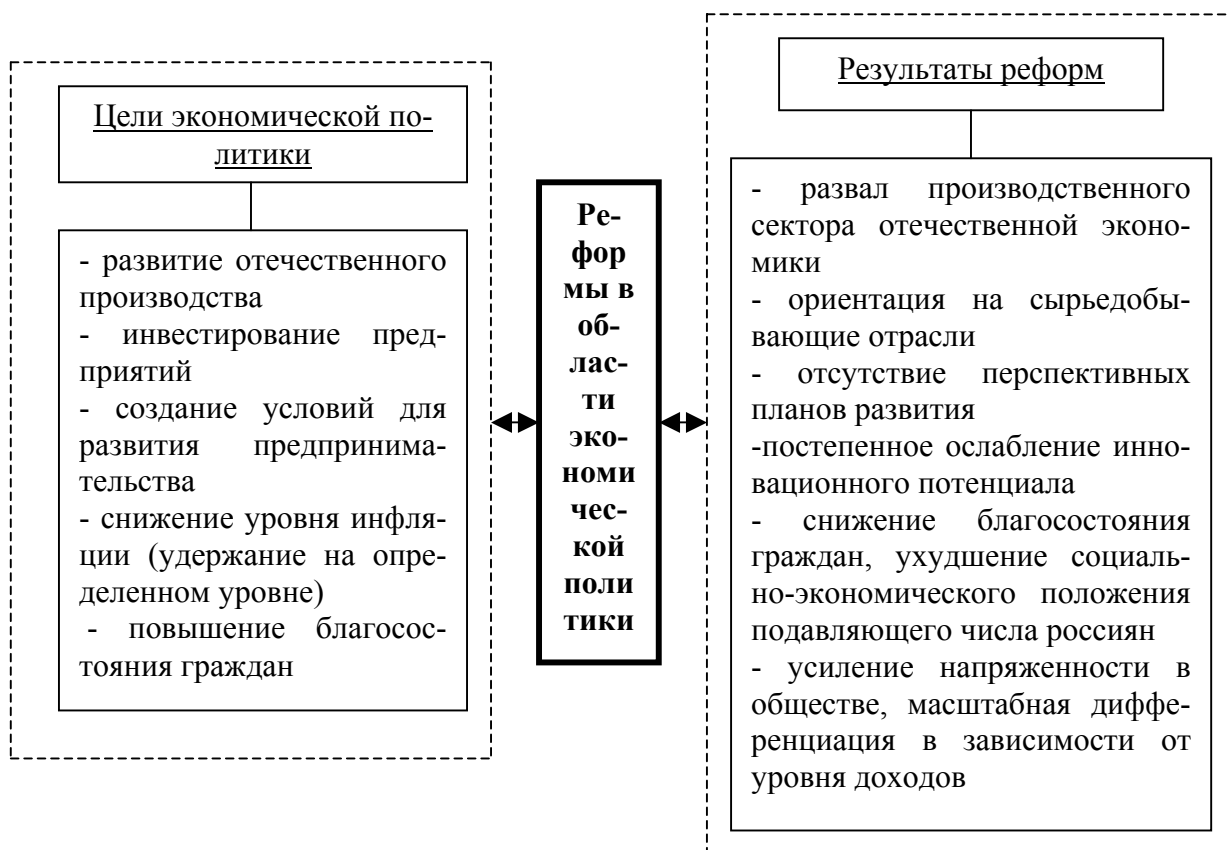 Цели экономической по-
литики
- развитие отечественного
производства
- инвестирование пред-
приятий
- создание условий для
развития предпринима-
тельства
- снижение уровня инфля-
ции (удержание на опре-
деленном уровне)
- повышение благосос-
тояния граждан
Ре-
фор
мы в
об-
лас-
ти
эко-
номи
чес-
кой
поли
тики
Результаты реформ
- развал производственного
сектора отечественной эконо-
мики
- ориентация на сырьедобы-
вающие отрасли
- отсутствие перспективных
планов развития
-постепенное ослабление инно-
вационного потенциала
- снижение благосостояния
граждан, ухудшение социаль-
но-экономического положения
подавляющего числа россиян
- усиление напряженности в
обществе, масштабная диффе-
ренциация в зависимости от
уровня доходов